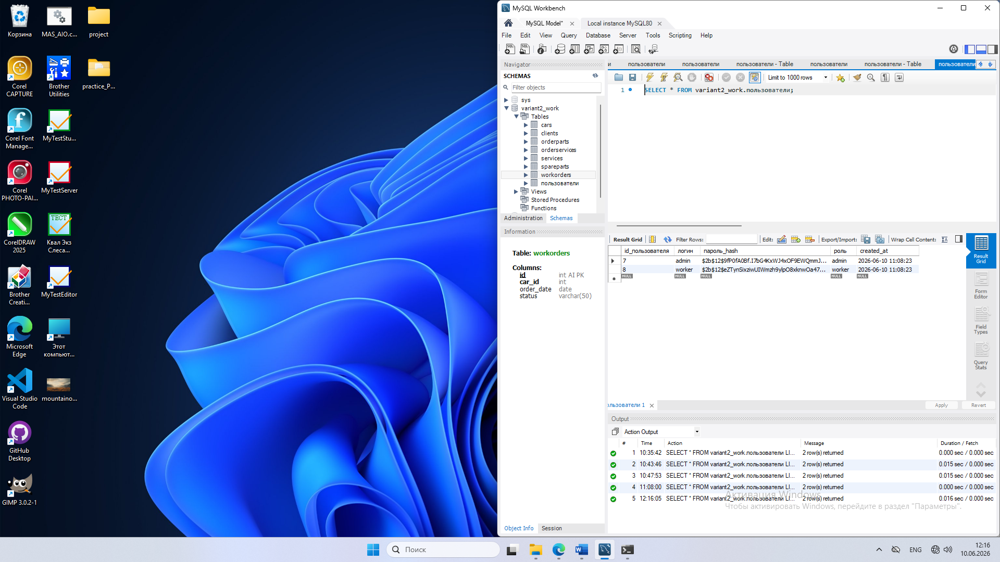 Корзина
MAS_AIO.c...
project
Corel
CAPTURE
Brother
Utilities
practice_P...
Corel Font
Manage...
MyTestStu...
Corel
PHOTO-PAI...
MyTestServer
CorelDRAW
2025
ТЕСТ
Квал Экз
Слеса...
Brother
Creati...
MyTestEditor
Microsoft
Edge
Этот
компьют...
Visual Studio
Code
mountaino...
GitHub
Desktop
GIMP 3.0.2-1
MySQL Workbench
MySQL Model*
Local instance MySQL80
File Edit View Query Database Server Tools Scripting Help
Navigator
SCHEMAS
Filter objects
sys
variant2_work
Tables
cars
clients
orderparts
orderservices
services
spareparts
workorders
пользователи
Views
Stored Procedures
Functions
Administration Schemas
Information
Table: workorders
Columns:
id int AI PK
car_id int
order_date date
status varchar(50)
Object Info Session
и пользователи пользователи пользователи - Table пользователи пользователи - Table пользователи
Limit to 1000 rows
1 SELECT * FROM variant2_work.пользователи;
Result Grid Filter Rows: Edit: Export/Import: Wrap Cell Content:
id_пользователя логин пароль_hash роль created_at
7 admin $2b$12$9fP0fA0Bf.I7bG4KxWJ4xOF9EWQmmJ... admin 2026-06-10 11:08:23
8 worker $2b$12$eZTynSixziwUIWmzh9ylpO8xknwOa47... worker 2026-06-10 11:08:23
NULL NULL NULL NULL NULL
Result
Grid
Form
Editor
Field
Types
Query
Stats
ользователи 1
Apply Revert
Output
Action Output
# Time Action Message Duration / Fetch
1 10:35:42 SELECT * FROM variant2_work.пользователи LI... 2 row(s) returned 0.000 sec / 0.000 sec
2 10:43:46 SELECT * FROM variant2_work.пользователи LI... 2 row(s) returned 0.015 sec / 0.000 sec
3 10:47:53 SELECT * FROM variant2_work.пользователи LI... 2 row(s) returned 0.015 sec / 0.000 sec
4 11:08:00 SELECT * FROM variant2_work.пользователи LI... 2 row(s) returned 0.000 sec / 0.000 sec
5 12:16:05 SELECT * FROM variant2_work.пользователи LI... 2 row(s) returned 0.016 sec / 0.000 sec
Активация Windows
Чтобы активировать Windows, перейдите в раздел "Параметры".
Поиск
ENG
12:16
10.06.2026